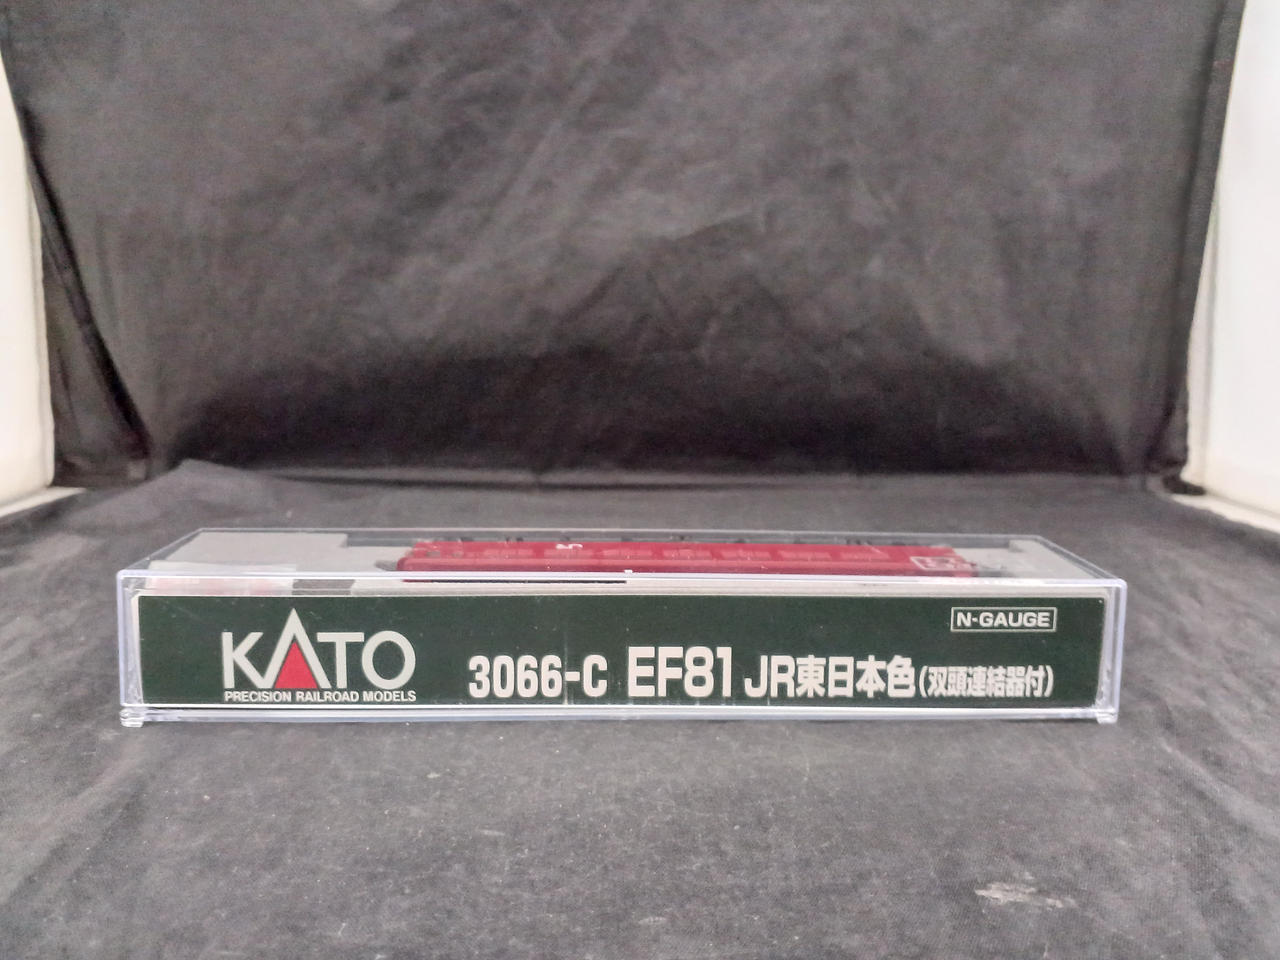 KATO
PRECISION RAILROAD MODELS
N-GAUGE
3066-C EF81 JR東日本色(双頭連結器付)